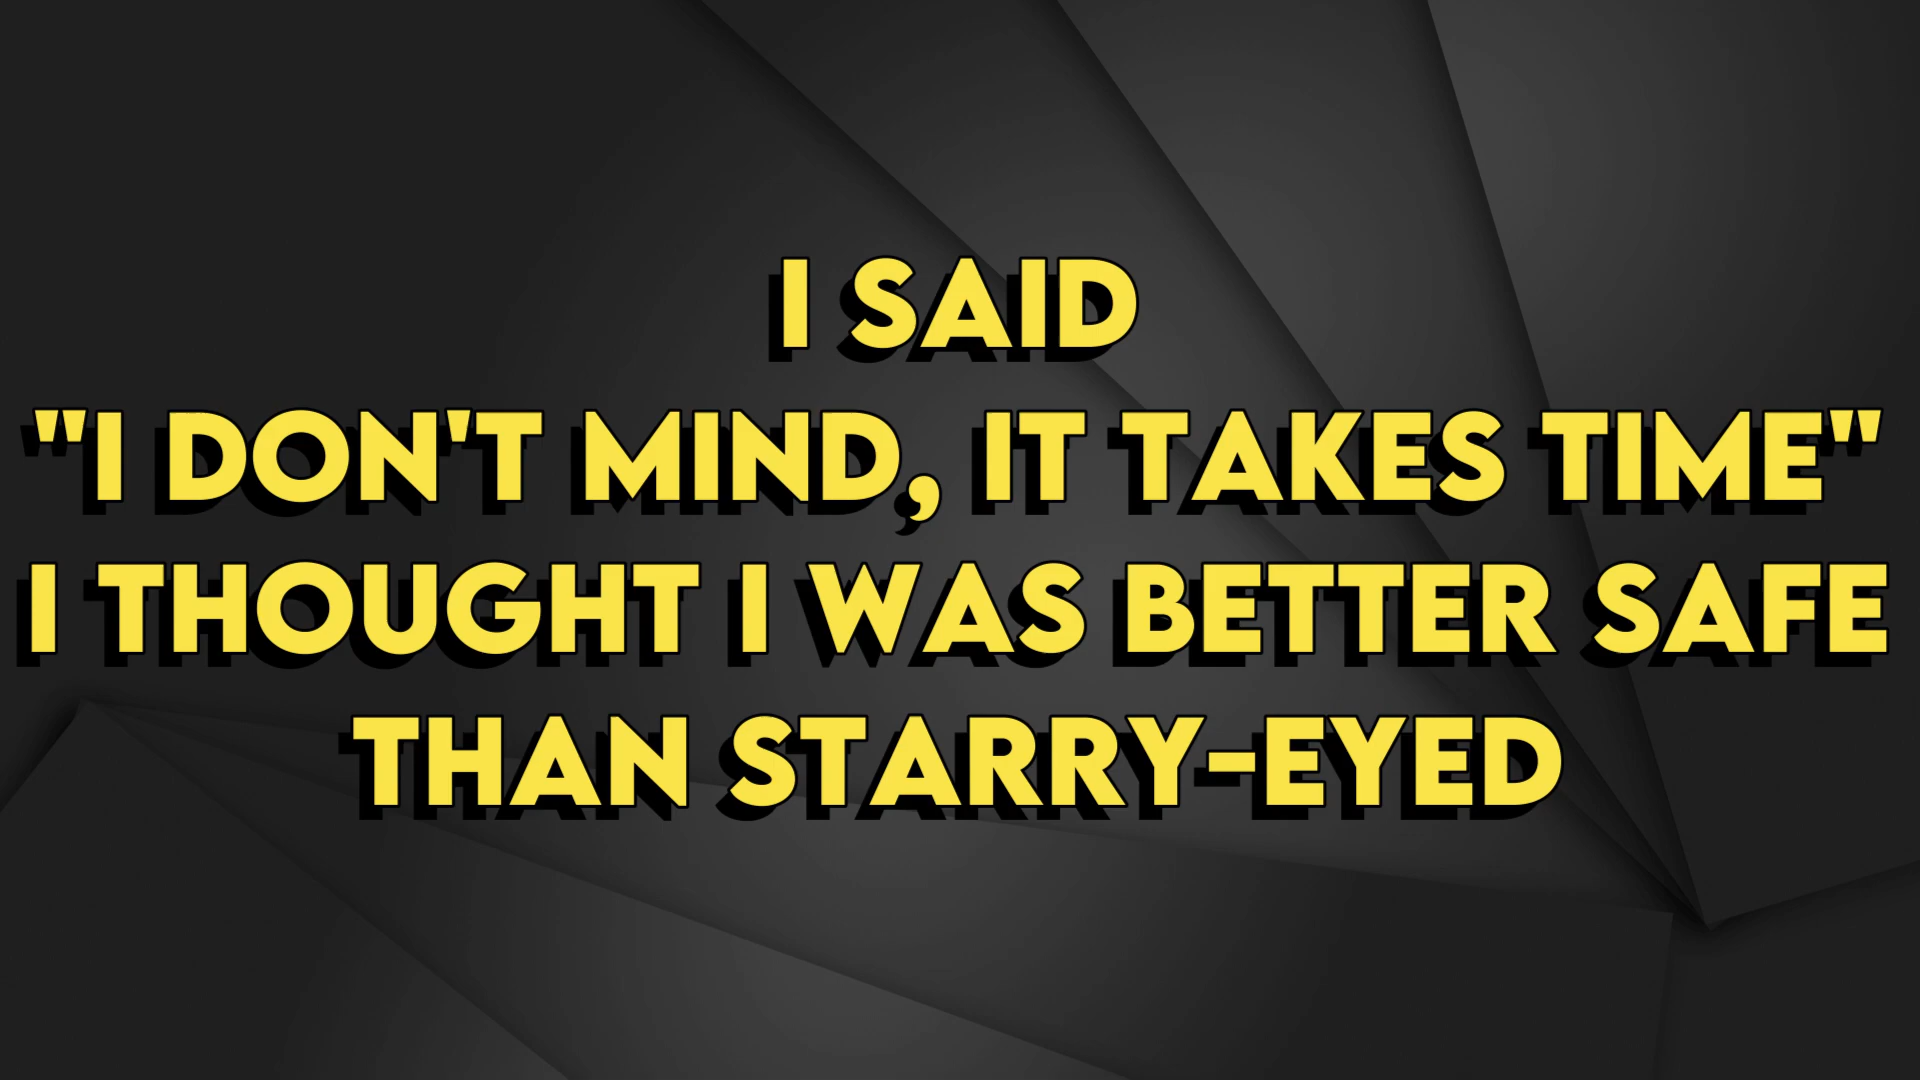 I SAID
"I DON'T MIND, IT TAKES TIME"
I THOUGHT I WAS BETTER SAFE
THAN STARRY-EYED